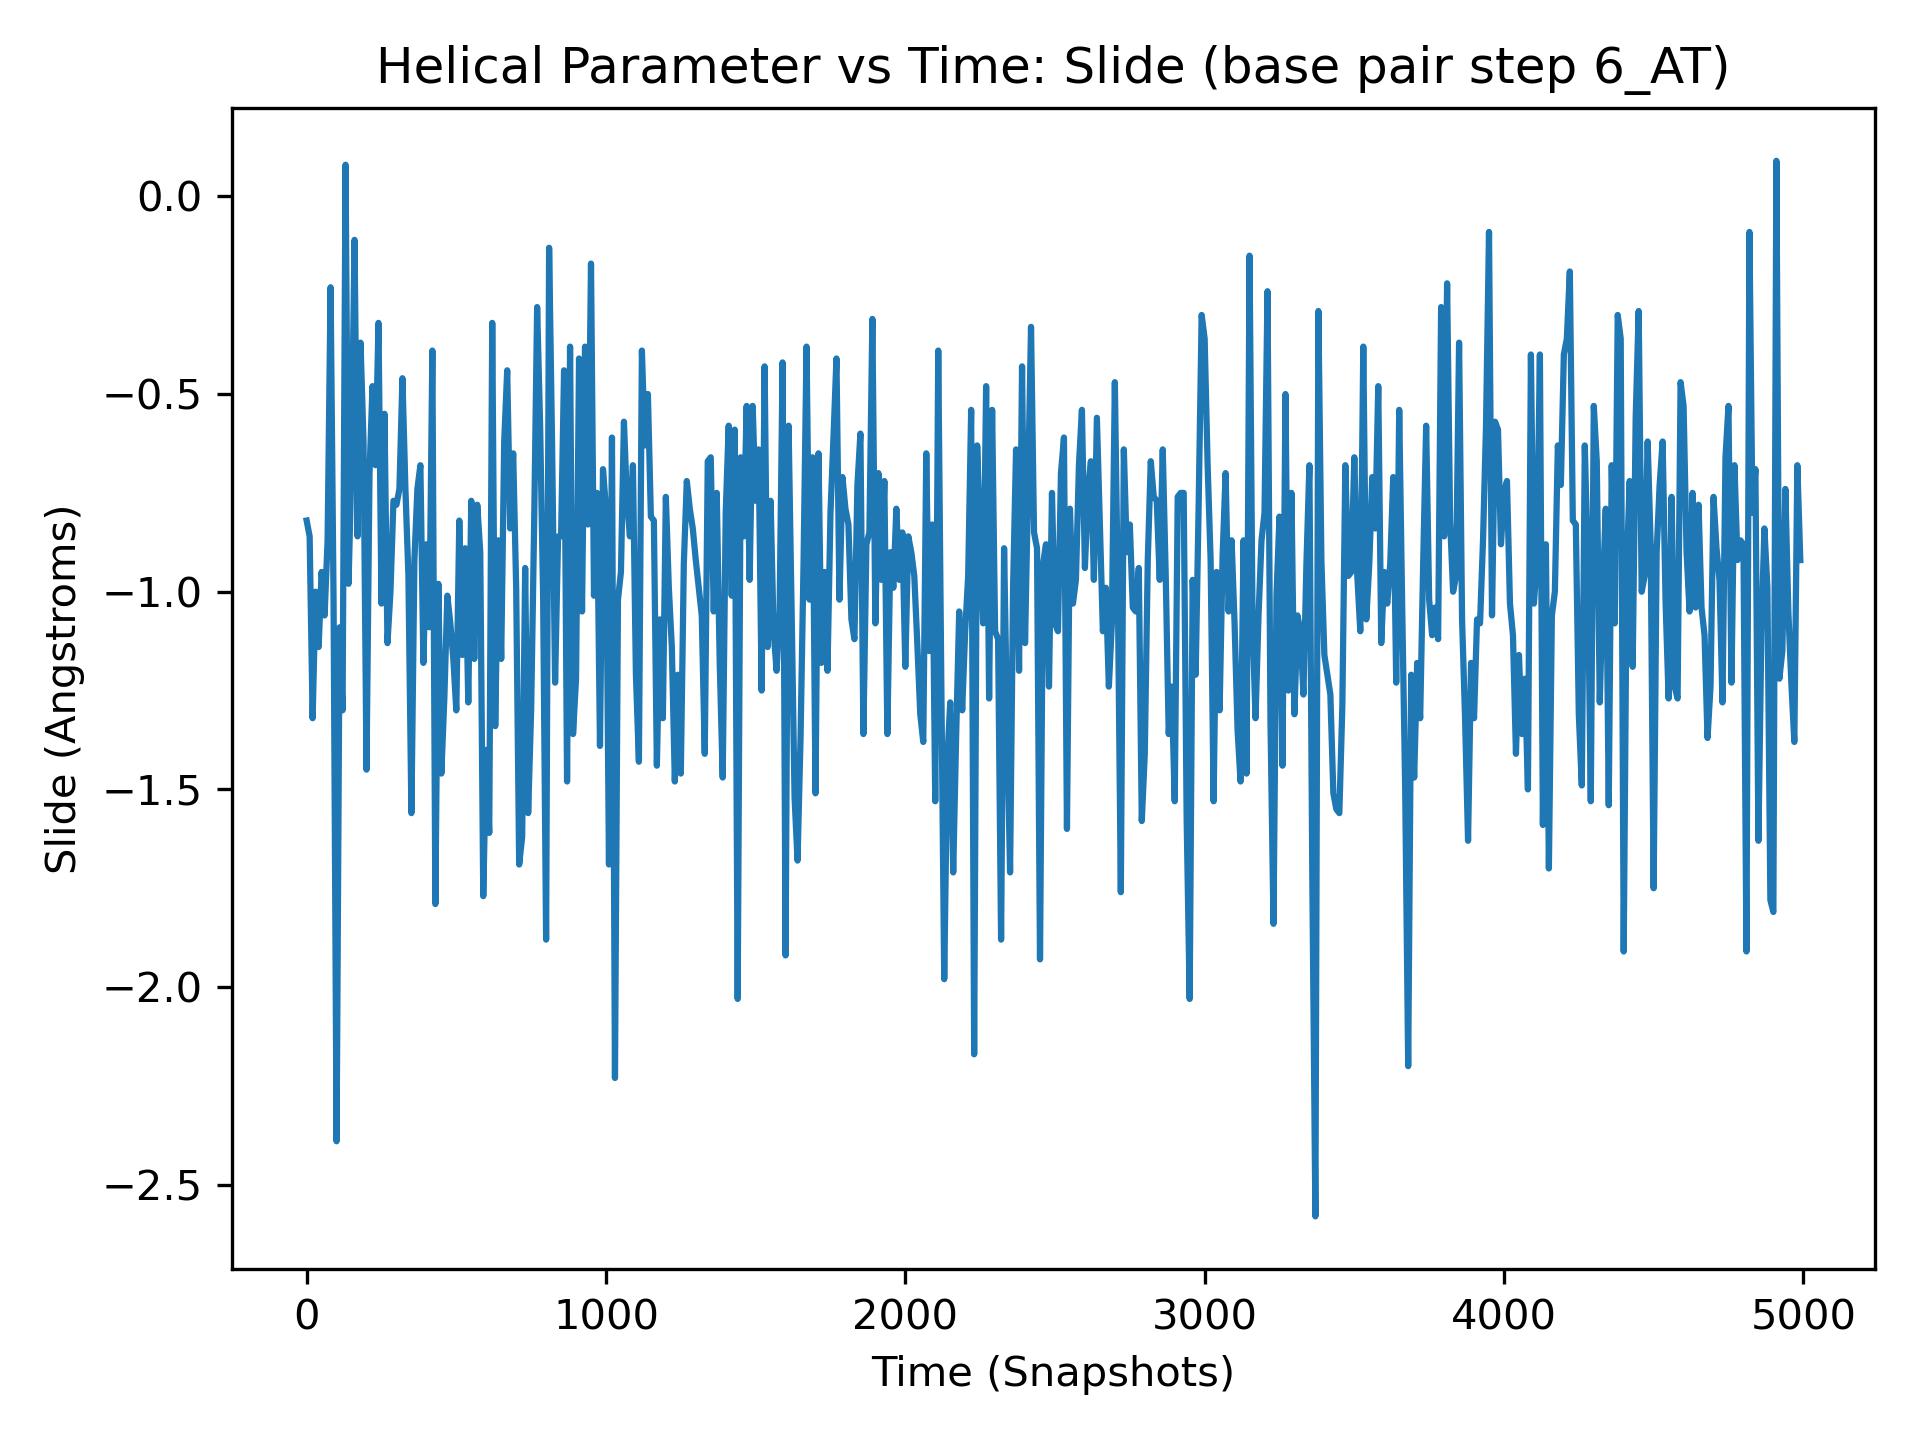 Helical Parameter vs Time: Slide (base pair step 6_AT)
0.0
−0.5
−1.0
−1.5
−2.0
−2.5
Slide (Angstroms)
0 1000 2000 3000 4000 5000
Time (Snapshots)